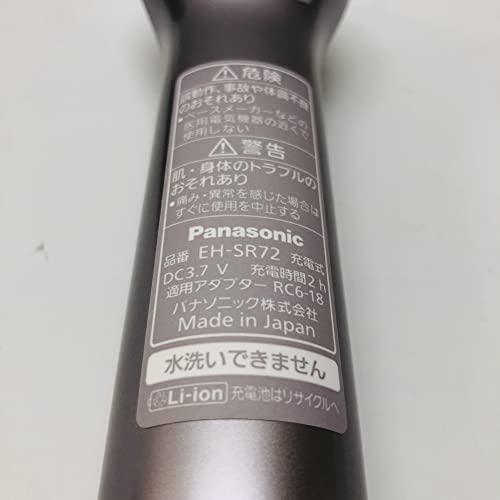 危険
誤動作、事故や体調不良
のおそれあり
•ペースメーカーなどの
医用電気機器の近くで
使用しない
警告
肌・身体のトラブルの
おそれあり
•痛み・異常を感じた場合は
すぐに使用を中止する
Panasonic
品番 EH-SR72 充電式
DC3.7 V 充電時間2 h
適用アダプター RC6-18
パナソニック株式会社
Made in Japan
水洗いできません
Li-ion 充電池はリサイクルへ